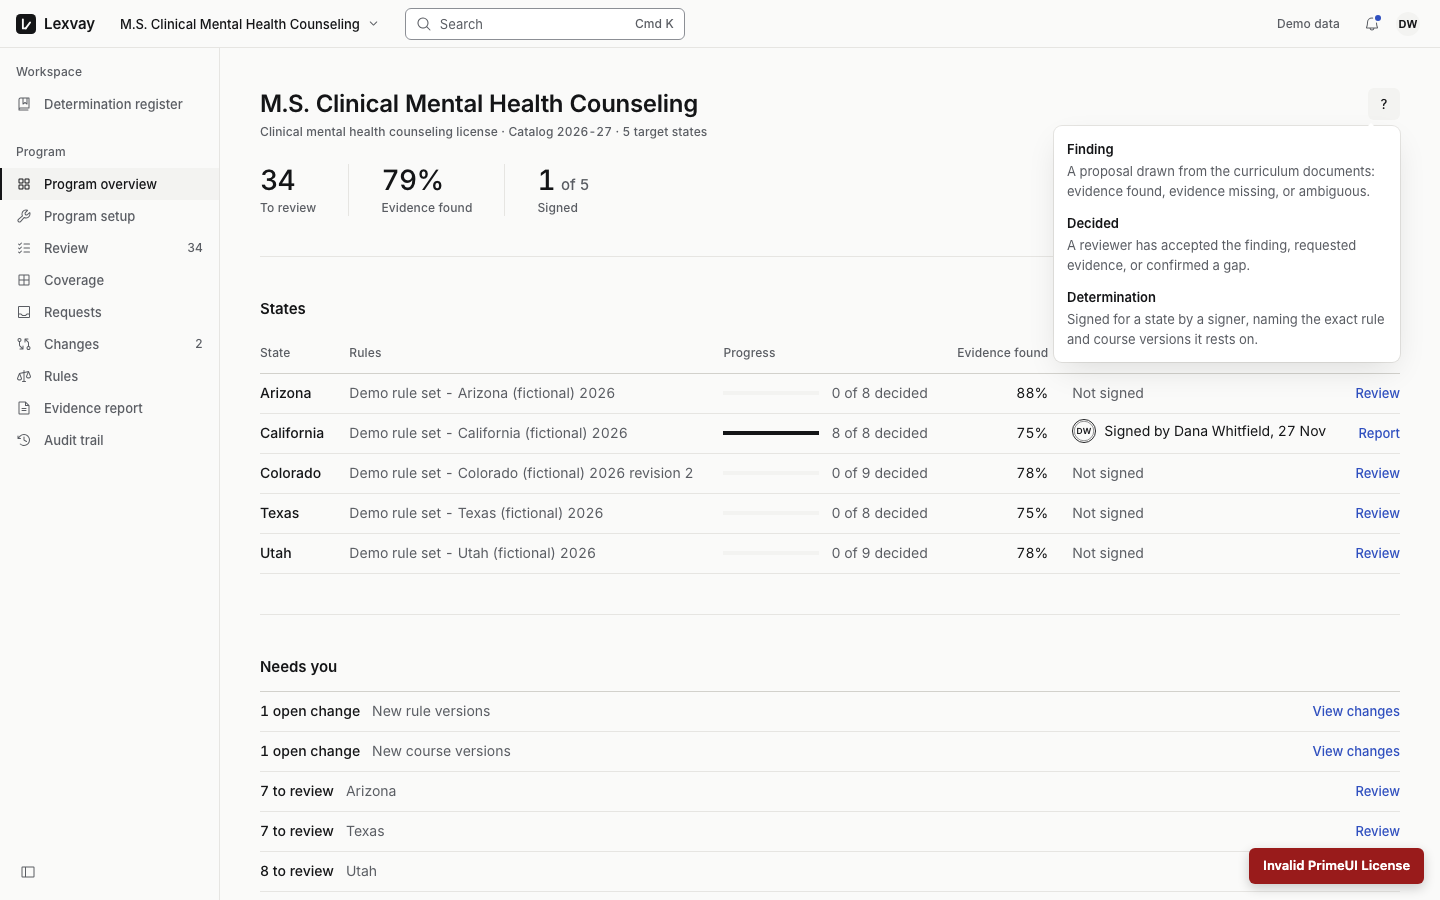 Lexvay
M.S. Clinical Mental Health Counseling
Search
Cmd K
Demo data
DW
Workspace
Determination register
Program
Program overview
Program setup
Review 34
Coverage
Requests
Changes 2
Rules
Evidence report
Audit trail
M.S. Clinical Mental Health Counseling
Clinical mental health counseling license · Catalog 2026-27 · 5 target states
34
To review
79%
Evidence found
1 of 5
Signed
?
Finding
A proposal drawn from the curriculum documents:
evidence found, evidence missing, or ambiguous.
Decided
A reviewer has accepted the finding, requested
evidence, or confirmed a gap.
Determination
Signed for a state by a signer, naming the exact rule
and course versions it rests on.
States
State Rules Progress Evidence found
Arizona Demo rule set - Arizona (fictional) 2026 0 of 8 decided 88% Not signed Review
California Demo rule set - California (fictional) 2026 8 of 8 decided 75% DW Signed by Dana Whitfield, 27 Nov Report
Colorado Demo rule set - Colorado (fictional) 2026 revision 2 0 of 9 decided 78% Not signed Review
Texas Demo rule set - Texas (fictional) 2026 0 of 8 decided 75% Not signed Review
Utah Demo rule set - Utah (fictional) 2026 0 of 9 decided 78% Not signed Review
Needs you
1 open change New rule versions View changes
1 open change New course versions View changes
7 to review Arizona Review
7 to review Texas Review
8 to review Utah
Invalid PrimeUI License